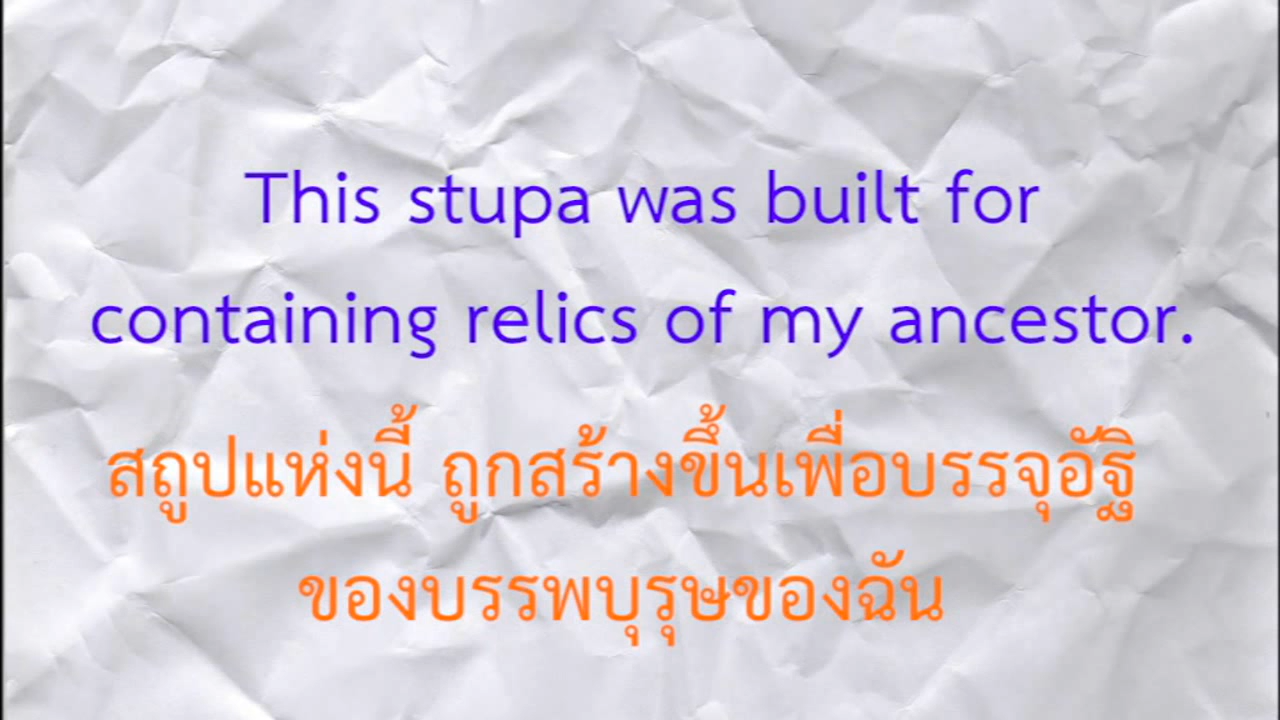 This stupa was built for
containing relics of my ancestor.
สถูปแห่งนี้ ถูกสร้างขึ้นเพื่อบรรจุอัฐิ
ของบรรพบุรุษของฉัน